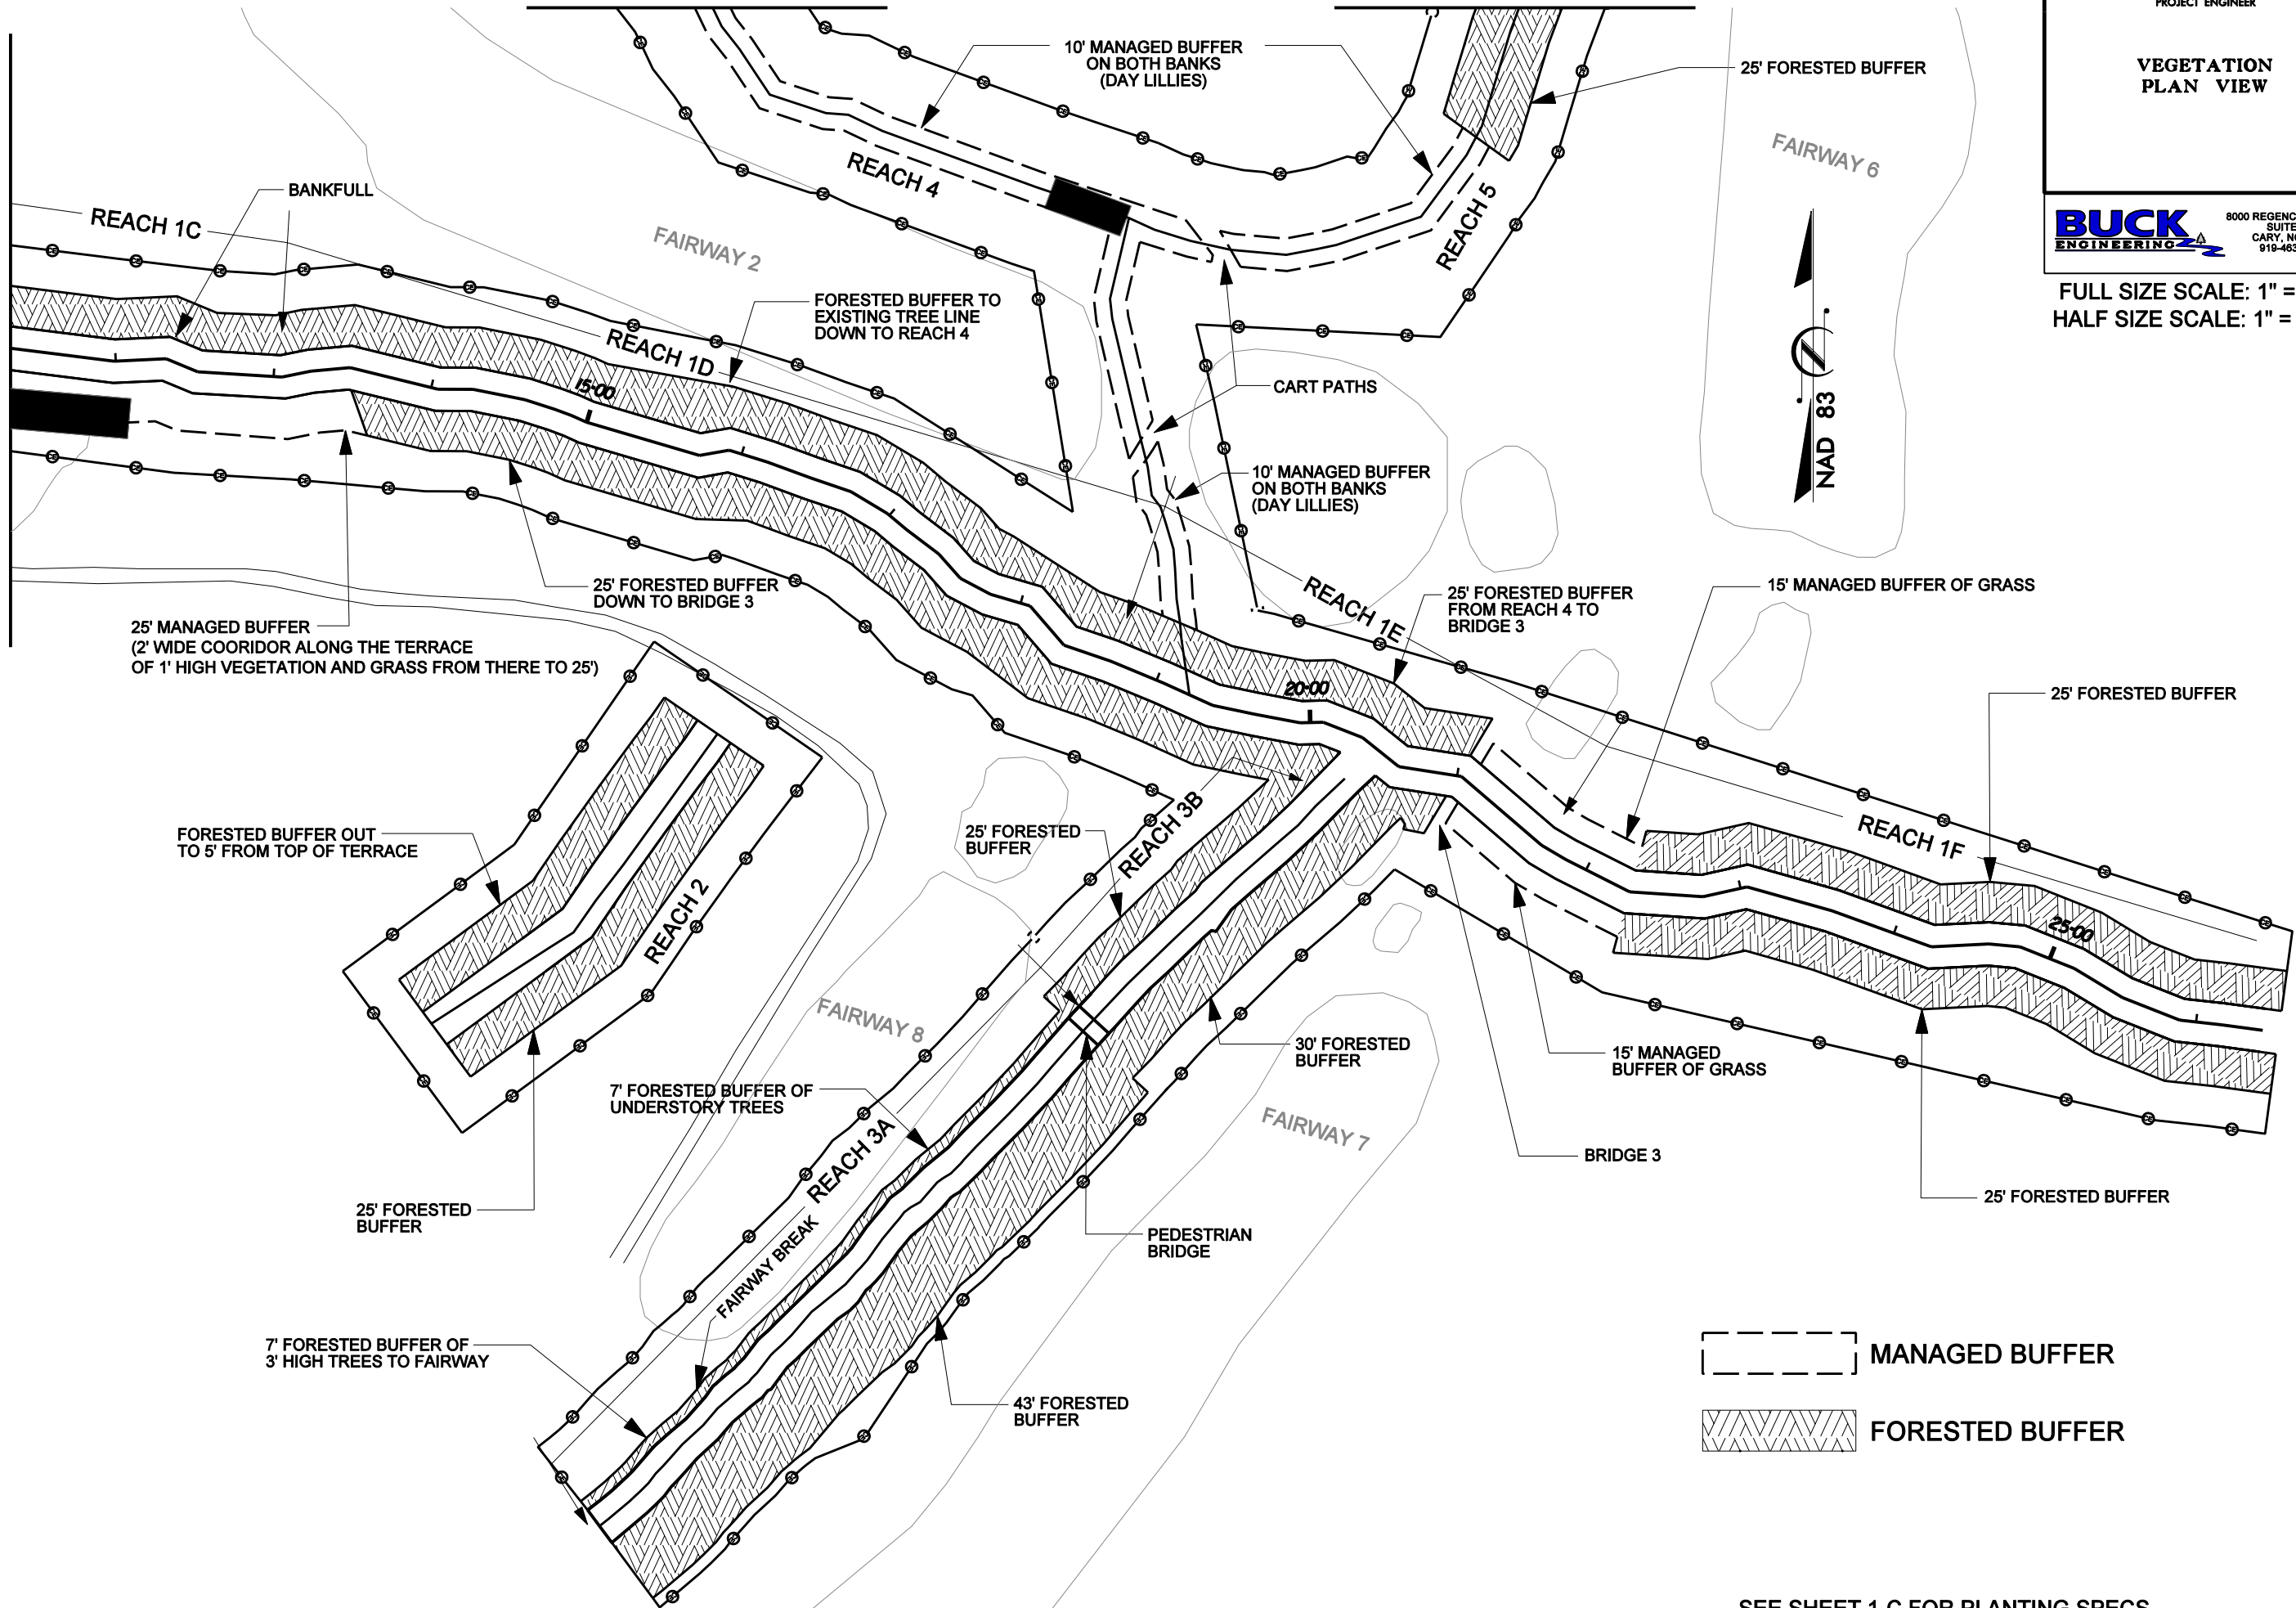 PROJECT ENGINEER
VEGETATION
PLAN VIEW
BUCK
ENGINEERING
SUITE
CARY,
FULL SIZE SCALE: 1" =
HALF SIZE SCALE: 1" =
10' MANAGED BUFFER
ON BOTH BANKS
(DAY LILLIES)
25' FORESTED BUFFER
FAIRWAY 6
REACH 4
REACH 5
BANKFULL
REACH 1C
FAIRWAY 2
FORESTED BUFFER TO
EXISTING TREE LINE
DOWN TO REACH 4
REACH 1D
15+00
CART PATHS
NAD 83
10' MANAGED BUFFER
ON BOTH BANKS
(DAY LILLIES)
25' FORESTED BUFFER
DOWN TO BRIDGE 3
REACH 1E
25' FORESTED BUFFER
FROM REACH 4 TO
BRIDGE 3
15' MANAGED BUFFER OF GRASS
25' MANAGED BUFFER
(2' WIDE COORIDOR ALONG THE TERRACE
OF 1' HIGH VEGETATION AND GRASS FROM THERE TO 25')
20+00
25' FORESTED BUFFER
FORESTED BUFFER OUT
TO 5' FROM TOP OF TERRACE
25' FORESTED
BUFFER
REACH 3B
REACH 1F
REACH 2
25+00
FAIRWAY 8
30' FORESTED
BUFFER
15' MANAGED
BUFFER OF GRASS
7' FORESTED BUFFER OF
UNDERSTORY TREES
FAIRWAY 7
REACH 3A
BRIDGE 3
25' FORESTED BUFFER
25' FORESTED
BUFFER
FAIRWAY BREAK
PEDESTRIAN
BRIDGE
7' FORESTED BUFFER OF
3' HIGH TREES TO FAIRWAY
43' FORESTED
BUFFER
MANAGED BUFFER
FORESTED BUFFER
SEE SHEET 1-C FOR PLANTING SPECS